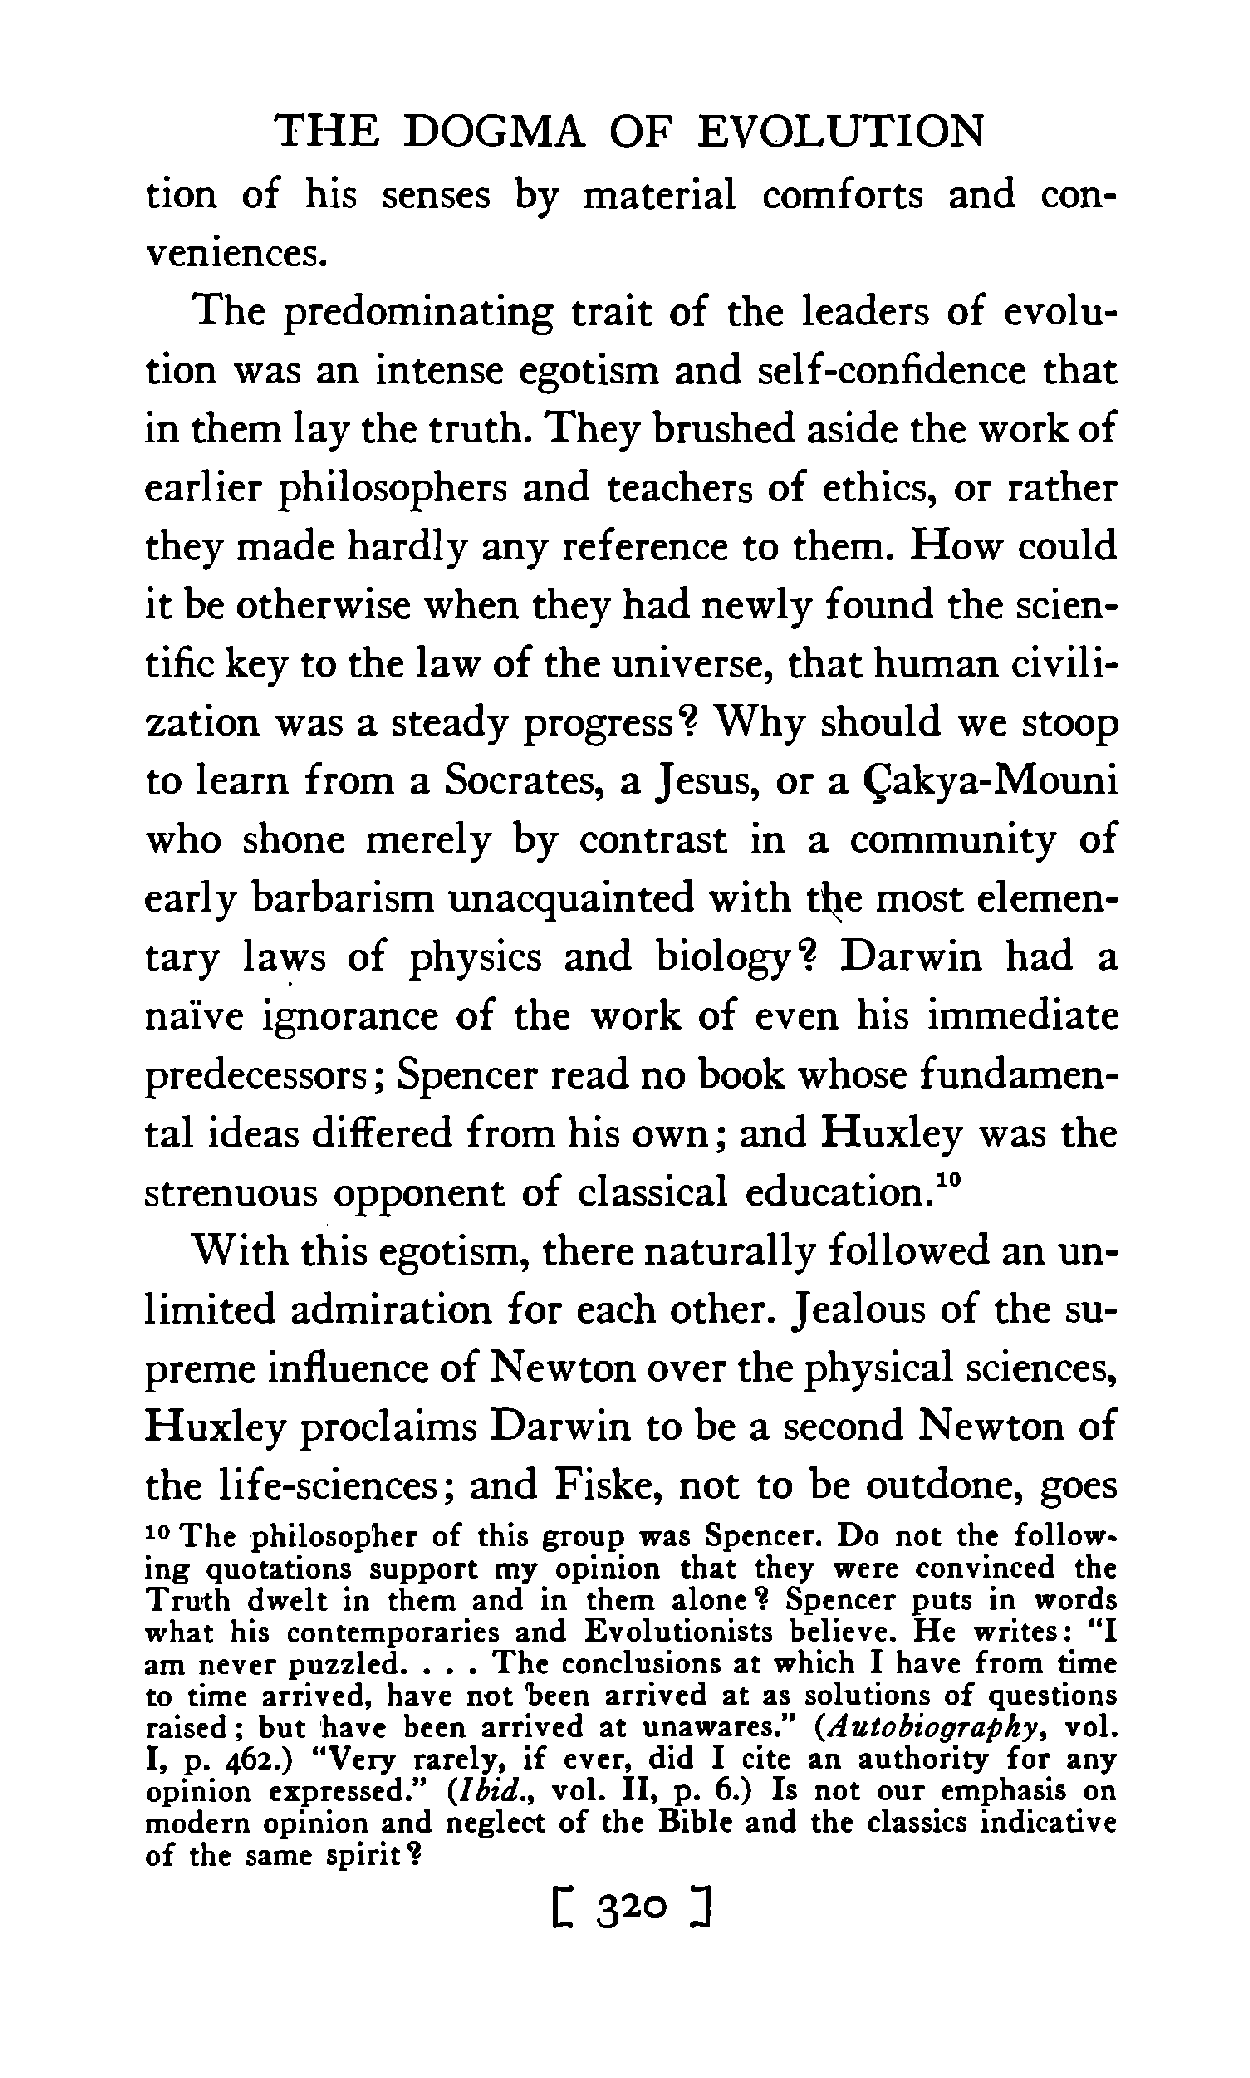 THE DOGMA OF EVOLUTION
tion of his senses by material comforts and con-
veniences.
The predominating trait of the leaders of evolu-
tion was an intense egotism and self-confidence that
in them lay the truth. They brushed aside the work of
earlier philosophers and teachers of ethics, or rather
they made hardly any reference to them. How could
it be otherwise when they had newly found the scien-
tific key to the law of the universe, that human civili-
zation was a steady progress? Why should we stoop
to learn from a Socrates, a Jesus, or a Çakya-Mouni
who shone merely by contrast in a community of
early barbarism unacquainted with the most elemen-
tary laws of physics and biology? Darwin had a
naïve ignorance of the work of even his immediate
predecessors; Spencer read no book whose fundamen-
tal ideas differed from his own; and Huxley was the
strenuous opponent of classical education.¹⁰
With this egotism, there naturally followed an un-
limited admiration for each other. Jealous of the su-
preme influence of Newton over the physical sciences,
Huxley proclaims Darwin to be a second Newton of
the life-sciences; and Fiske, not to be outdone, goes
¹⁰ The philosopher of this group was Spencer. Do not the follow-
ing quotations support my opinion that they were convinced the
Truth dwelt in them and in them alone? Spencer puts in words
what his contemporaries and Evolutionists believe. He writes: "I
am never puzzled. . . . The conclusions at which I have from time
to time arrived, have not been arrived at as solutions of questions
raised; but have been arrived at unawares." (Autobiography, vol.
I, p. 462.) "Very rarely, if ever, did I cite an authority for any
opinion expressed." (Ibid., vol. II, p. 6.) Is not our emphasis on
modern opinion and neglect of the Bible and the classics indicative
of the same spirit?
[ 320 ]